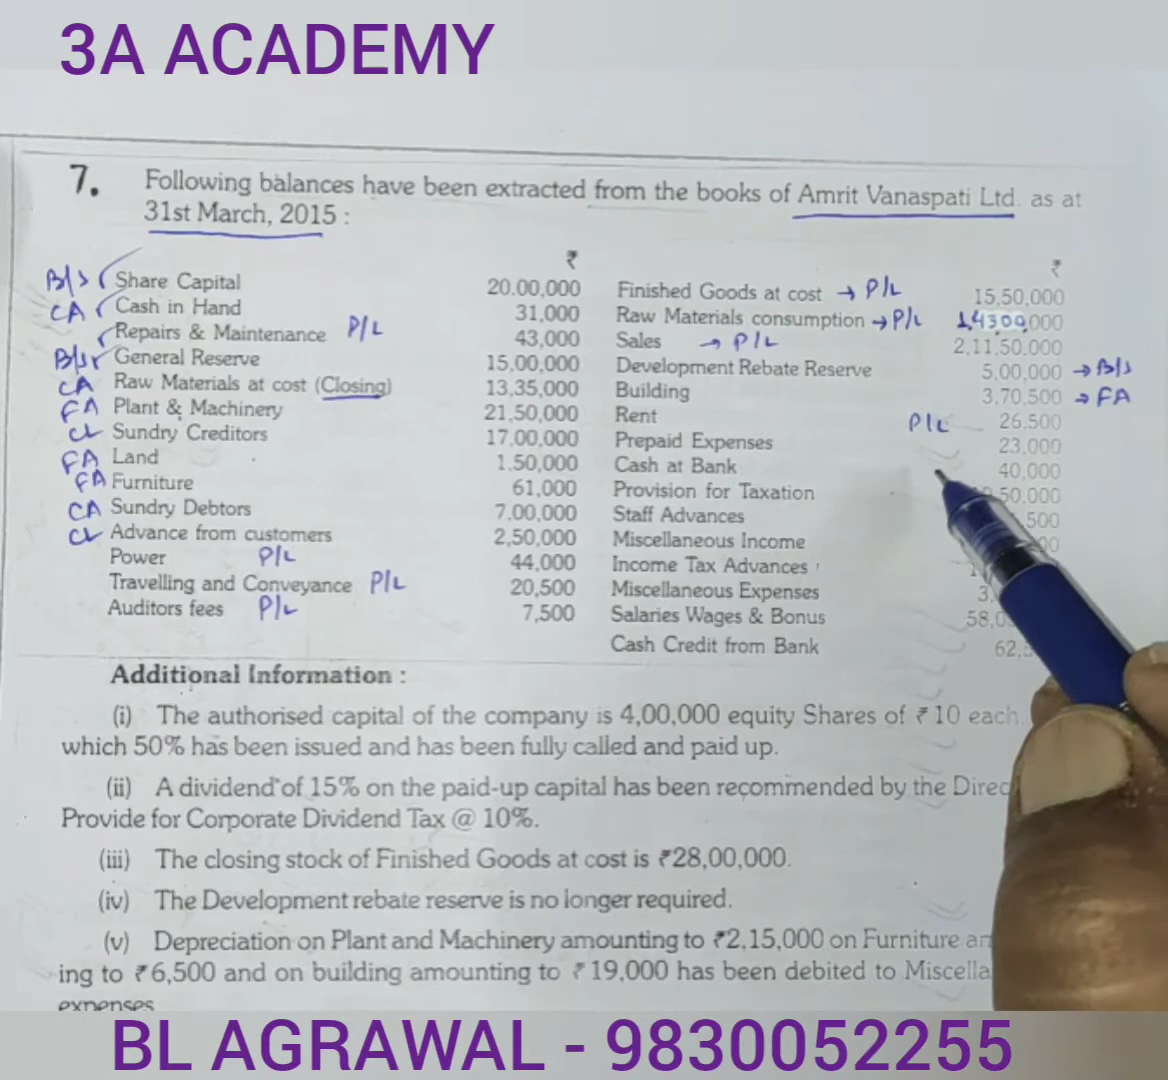 3A ACADEMY
7. Following balances have been extracted from the books of Amrit Vanaspati Ltd. as at
31st March, 2015 :
₹ ₹
B/S Share Capital 20.00,000 Finished Goods at cost → P/L 15,50,000
CA Cash in Hand 31,000 Raw Materials consumption → P/L 1,4309,000
Repairs & Maintenance P/L 43,000 Sales → P/L 2,11,50.000
B/S General Reserve 15,00,000 Development Rebate Reserve 5,00,000 → B/S
CA Raw Materials at cost (Closing) 13,35,000 Building 3,70,500 → FA
FA Plant & Machinery 21,50,000 Rent P/L 26,500
CL Sundry Creditors 17,00,000 Prepaid Expenses 23,000
FA Land 1,50,000 Cash at Bank 40,000
FA Furniture 61,000 Provision for Taxation 50,000
CA Sundry Debtors 7,00,000 Staff Advances 500
CL Advance from customers 2,50,000 Miscellaneous Income
Power P/L 44,000 Income Tax Advances
Travelling and Conveyance P/L 20,500 Miscellaneous Expenses 3,
Auditors fees P/L 7,500 Salaries Wages & Bonus 58,0
Cash Credit from Bank 62,
Additional Information :
(i) The authorised capital of the company is 4,00,000 equity Shares of ₹ 10 each
which 50% has been issued and has been fully called and paid up.
(ii) A dividend of 15% on the paid-up capital has been recommended by the Direc
Provide for Corporate Dividend Tax @ 10%.
(iii) The closing stock of Finished Goods at cost is ₹28,00,000.
(iv) The Development rebate reserve is no longer required.
(v) Depreciation on Plant and Machinery amounting to ₹2,15,000 on Furniture
ing to ₹6,500 and on building amounting to ₹19,000 has been debited to Miscella
expenses
BL AGRAWAL - 9830052255